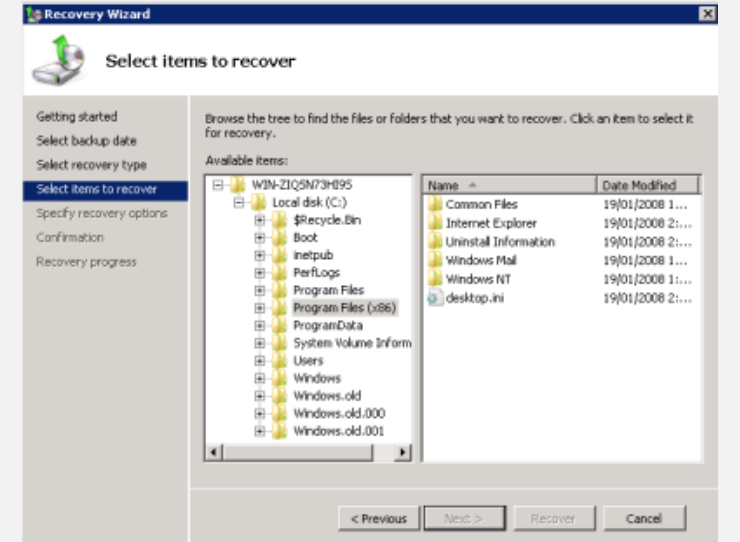 Recovery Wizard
Select items to recover
Getting started
Select backup date
Select recovery type
Select items to recover
Specify recovery options
Confirmation
Recovery progress
Browse the tree to find the files or folders that you want to recover. Click an item to select it
for recovery.
Available items:
WIN-ZIQSN73HI95
Local disk (C:)
$Recycle.Bin
Boot
inetpub
PerfLogs
Program Files
Program Files (x86)
ProgramData
System Volume Inform
Users
Windows
Windows.old
Windows.old.000
Windows.old.001
Name Date Modified
Common Files 19/01/2008 1...
Internet Explorer 19/01/2008 2:...
Uninstall Information 19/01/2008 2:...
Windows Mail 19/01/2008 1...
Windows NT 19/01/2008 1:...
desktop.ini 19/01/2008 2:...
< Previous Next > Recover Cancel